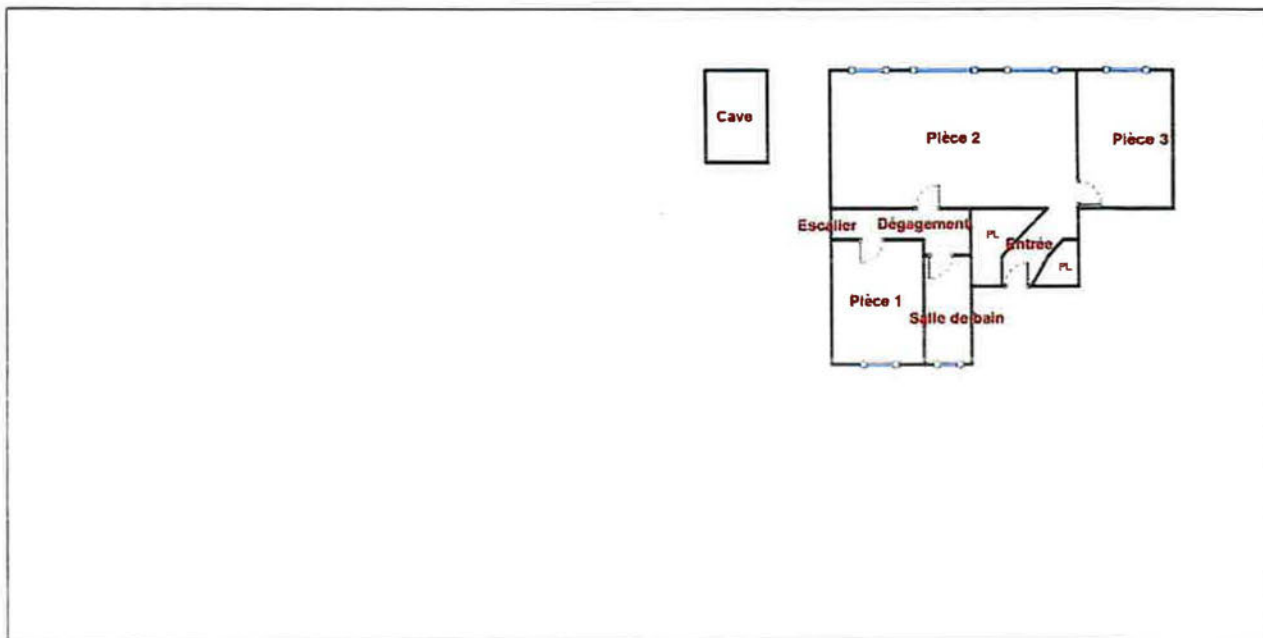 Cave
Pièce 2
Pièce 3
Escalier
Dégagement
PL
Entrée
PL
Pièce 1
Salle de bain